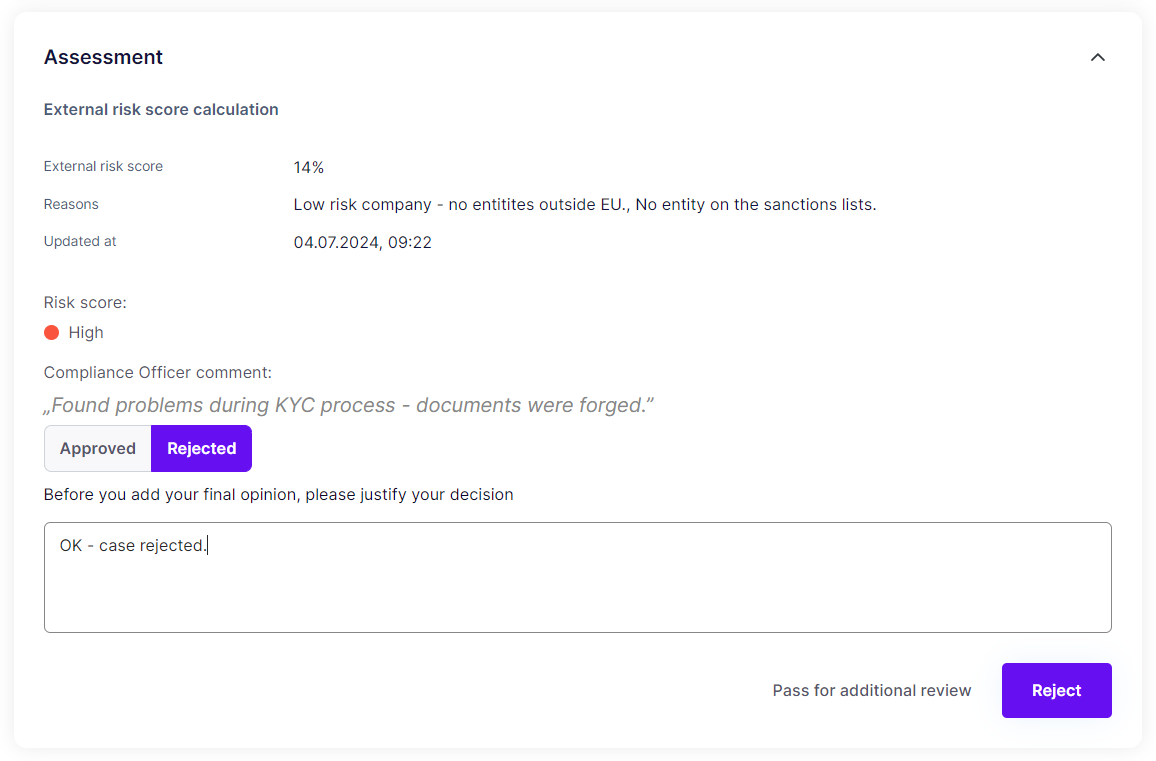 Assessment
External risk score calculation
External risk score 14%
Reasons Low risk company - no entitites outside EU., No entity on the sanctions lists.
Updated at 04.07.2024, 09:22
Risk score:
High
Compliance Officer comment:
„Found problems during KYC process - documents were forged.”
Approved Rejected
Before you add your final opinion, please justify your decision
OK - case rejected.
Pass for additional review Reject